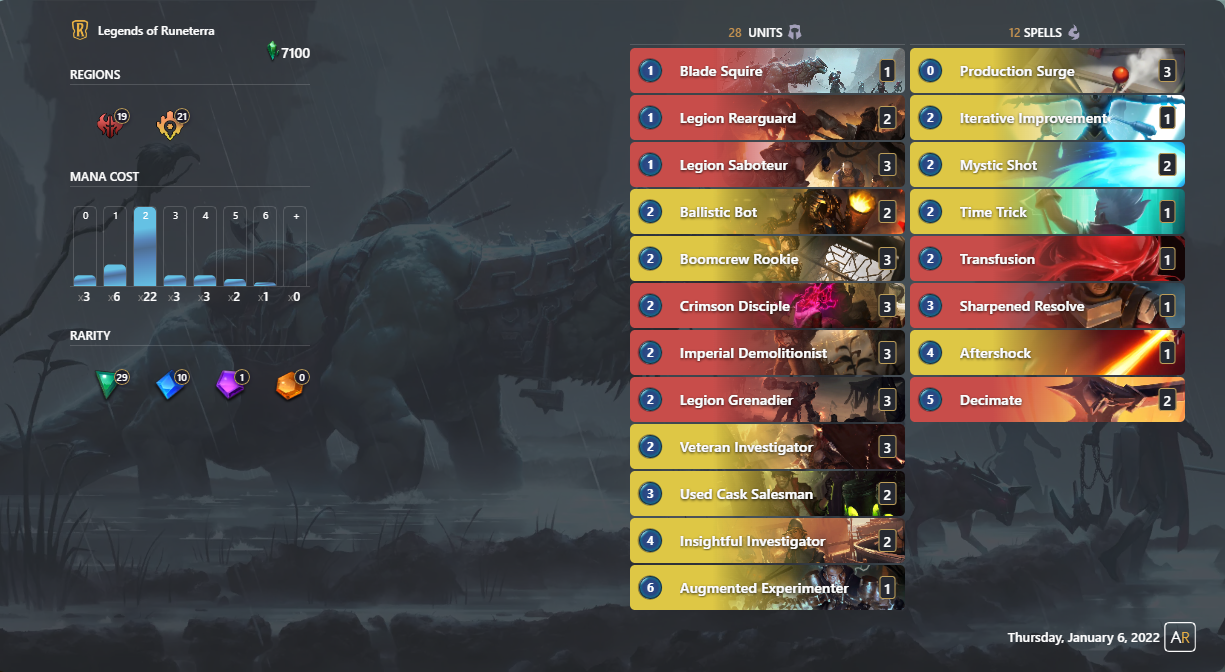 Legends of Runeterra
7100
REGIONS
19 21
MANA COST
0 1 2 3 4 5 6 +
x3 x6 x22 x3 x3 x2 x1 x0
RARITY
29 10 1 0
28 UNITS
1 Blade Squire 1
1 Legion Rearguard 2
1 Legion Saboteur 3
2 Ballistic Bot 2
2 Boomcrew Rookie 3
2 Crimson Disciple 3
2 Imperial Demolitionist 3
2 Legion Grenadier 3
2 Veteran Investigator 3
3 Used Cask Salesman 2
4 Insightful Investigator 2
6 Augmented Experimenter 1
12 SPELLS
0 Production Surge 3
2 Iterative Improvement 1
2 Mystic Shot 2
2 Time Trick 1
2 Transfusion 1
3 Sharpened Resolve 1
4 Aftershock 1
5 Decimate 2
Thursday, January 6, 2022 AR